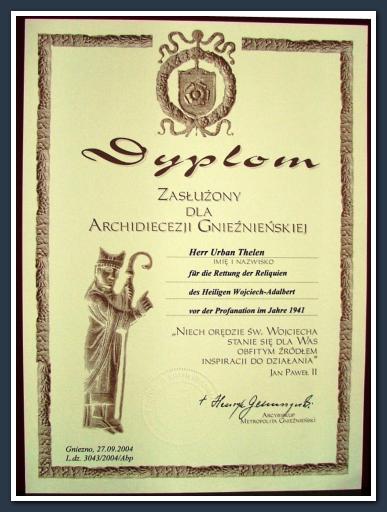 Dyplom
ZASŁUŻONY
DLA
ARCHIDIECEZJI GNIEŹNIEŃSKIEJ
Herr Urban Thelen
IMIĘ I NAZWISKO
für die Rettung der Reliquien
des Heiligen Wojciech-Adalbert
vor der Profanation im Jahre 1941
„NIECH ORĘDZIE ŚW. WOJCIECHA
STANIE SIĘ DLA WAS
OBFITYM ŹRÓDŁEM
INSPIRACJI DO DZIAŁANIA"
JAN PAWEŁ II
ARCYBISKUP
METROPOLITA GNIEŹNIEŃSKI
Gniezno, 27.09.2004
L.dz. 3043/2004/Abp